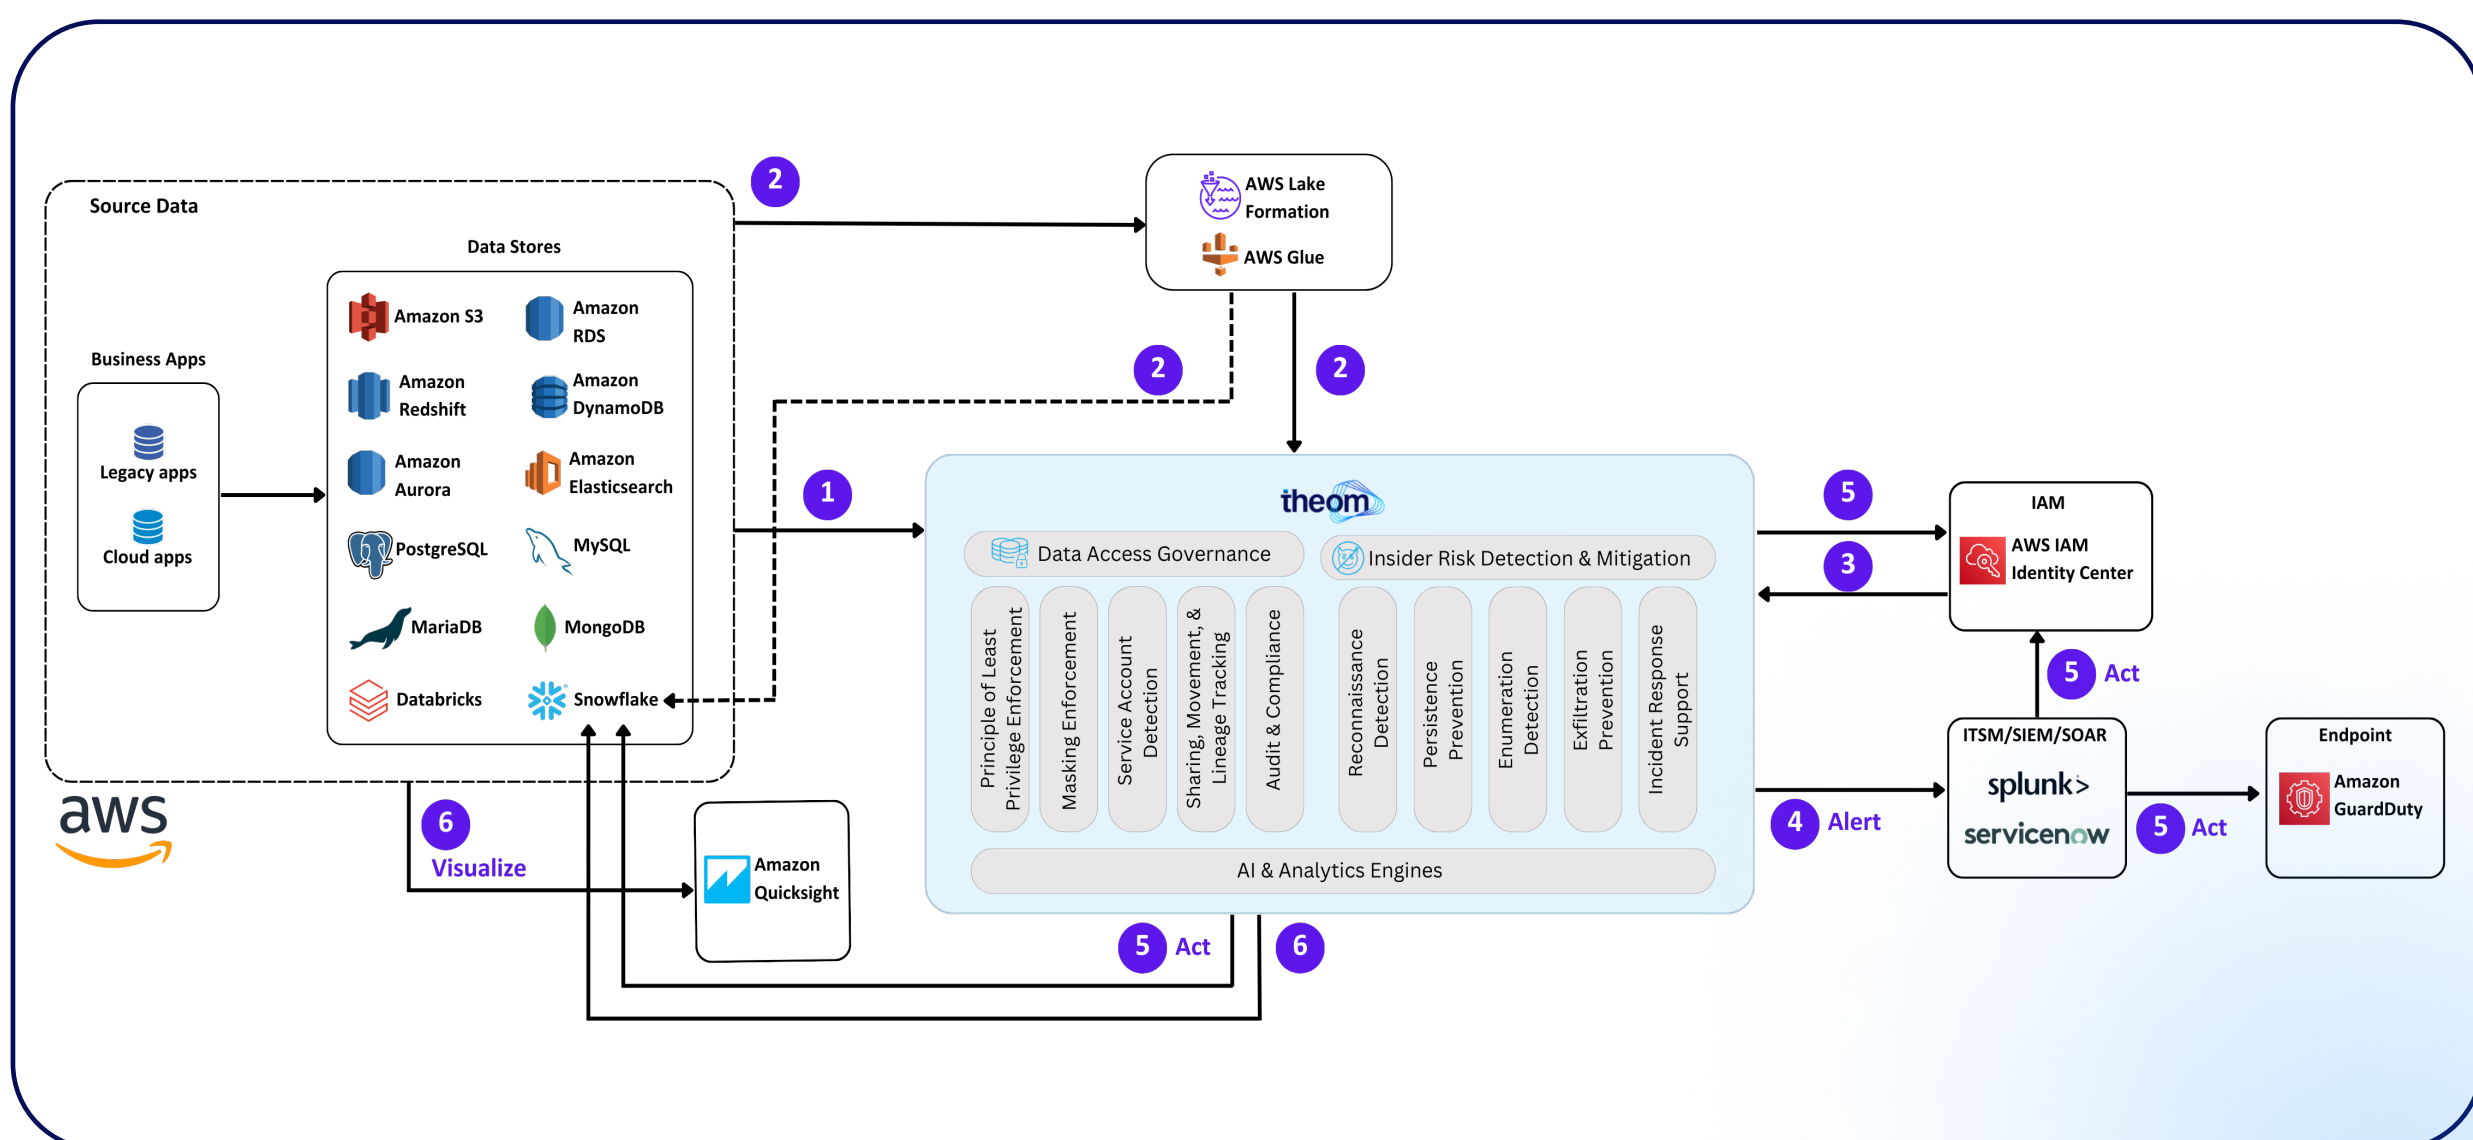 Source Data
Data Stores
Business Apps
Legacy apps
Cloud apps
Amazon S3
Amazon
RDS
Amazon
Redshift
Amazon
DynamoDB
Amazon
Aurora
Amazon
Elasticsearch
PostgreSQL
MySQL
MariaDB
MongoDB
Databricks
Snowflake
aws
2
AWS Lake
Formation
AWS Glue
2
2
1
theom
Data Access Governance
Insider Risk Detection & Mitigation
Principle of Least
Privilege Enforcement
Masking Enforcement
Service Account
Detection
Sharing, Movement, &
Lineage Tracking
Audit & Compliance
Reconnaissance
Detection
Persistence
Prevention
Enumeration
Detection
Exfiltration
Prevention
Incident Response
Support
AI & Analytics Engines
5
3
IAM
AWS IAM
Identity Center
5 Act
4 Alert
ITSM/SIEM/SOAR
splunk>
servicenow
5 Act
Endpoint
Amazon
GuardDuty
6
Visualize
Amazon
Quicksight
5 Act
6